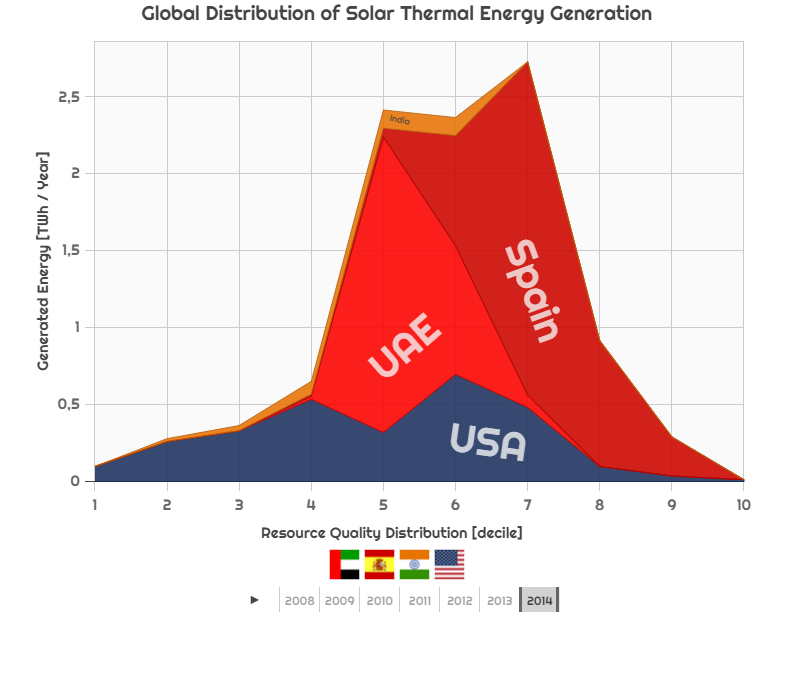 Global Distribution of Solar Thermal Energy Generation
Generated Energy [TWh / Year]
2,5
2
1,5
1
0,5
0
India
UAE
Spain
USA
1 2 3 4 5 6 7 8 9 10
Resource Quality Distribution [decile]
2008 2009 2010 2011 2012 2013 2014